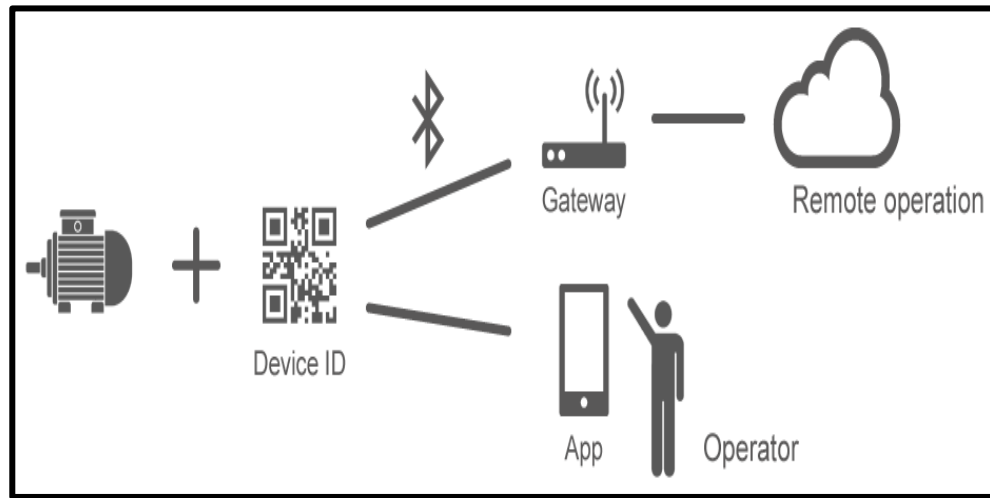 Gateway
Remote operation
Device ID
App
Operator